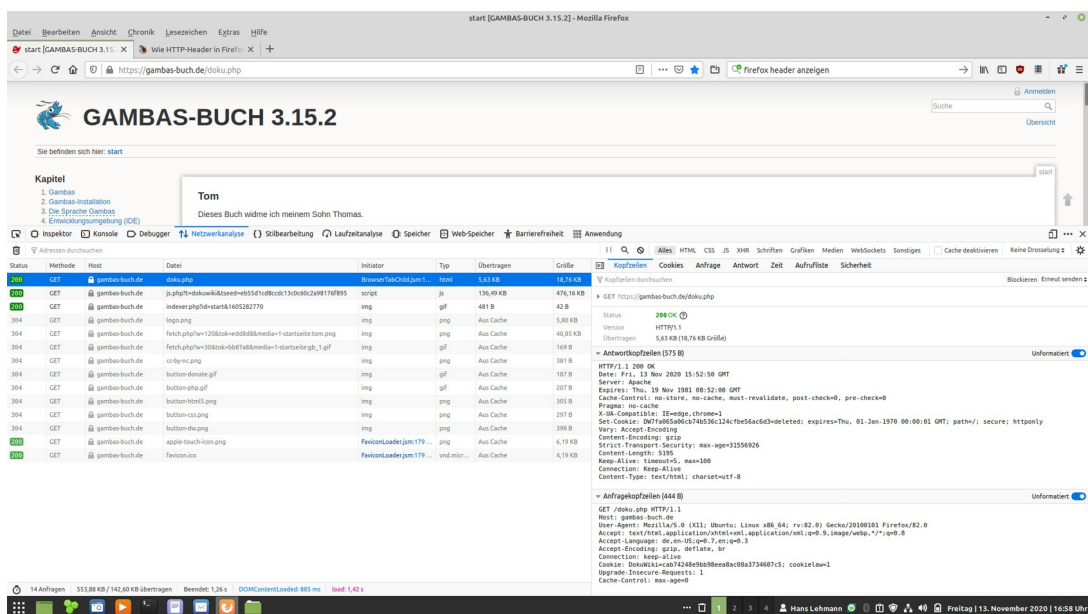 start [GAMBAS-BUCH 3.15.2] - Mozilla Firefox
Datei Bearbeiten Ansicht Chronik Lesezeichen Extras Hilfe
start [GAMBAS-BUCH 3.15. Wie HTTP-Header in Firefo
https://gambas-buch.de/doku.php
firefox header anzeigen
Anmelden
GAMBAS-BUCH 3.15.2
Suche
Übersicht
Sie befinden sich hier: start
start
Kapitel
1. Gambas
2. Gambas-Installation
3. Die Sprache Gambas
4. Entwicklungsumgebung (IDE)
Tom
Dieses Buch widme ich meinem Sohn Thomas.
Inspektor Konsole Debugger Netzwerkanalyse Stilbearbeitung Laufzeitanalyse Speicher Web-Speicher Barrierefreiheit Anwendung
Adressen durchsuchen
Alles HTML CSS JS XHR Schriften Grafiken Medien WebSockets Sonstiges Cache deaktivieren Keine Drosselung
Status Methode Host Datei Initiator Typ Übertragen Größe
200 GET gambas-buch.de doku.php BrowserTabChild.jsm:1... html 5,63 KB 18,76 KB
200 GET gambas-buch.de js.php?t=dokuwiki&tseed=eb55d1cd8ccdc13c0c60c2a98176f895 script js 136,49 KB 476,16 KB
200 GET gambas-buch.de indexer.php?id=start&1605282770 img gif 481 B 42 B
304 GET gambas-buch.de logo.png img png Aus Cache 5,80 KB
304 GET gambas-buch.de fetch.php?w=120&tok=edd8d8&media=1-startseite:tom.png img png Aus Cache 40,85 KB
304 GET gambas-buch.de fetch.php?w=30&tok=bb87a8&media=1-startseite:gb_1.gif img gif Aus Cache 169 B
304 GET gambas-buch.de cc-by-nc.png img png Aus Cache 381 B
304 GET gambas-buch.de button-donate.gif img gif Aus Cache 187 B
304 GET gambas-buch.de button-php.gif img gif Aus Cache 207 B
304 GET gambas-buch.de button-html5.png img png Aus Cache 305 B
304 GET gambas-buch.de button-css.png img png Aus Cache 297 B
304 GET gambas-buch.de button-dw.png img png Aus Cache 398 B
200 GET gambas-buch.de apple-touch-icon.png FaviconLoader.jsm:179 ... png Aus Cache 6,19 KB
200 GET gambas-buch.de favicon.ico FaviconLoader.jsm:179 ... vnd.micr... Aus Cache 4,19 KB
Kopfzeilen Cookies Anfrage Antwort Zeit Aufrufliste Sicherheit
Kopfzeilen durchsuchen Blockieren Erneut senden
GET https://gambas-buch.de/doku.php
Status 200 OK
Version HTTP/1.1
Übertragen 5,63 KB (18,76 KB Größe)
Antwortkopfzeilen (575 B) Unformatiert
HTTP/1.1 200 OK
Date: Fri, 13 Nov 2020 15:52:50 GMT
Server: Apache
Expires: Thu, 19 Nov 1981 08:52:00 GMT
Cache-Control: no-store, no-cache, must-revalidate, post-check=0, pre-check=0
Pragma: no-cache
X-UA-Compatible: IE=edge,chrome=1
Set-Cookie: DW7fa065a06cb74b536c124cfbe56ac6d3=deleted; expires=Thu, 01-Jan-1970 00:00:01 GMT; path=/; secure; httponly
Vary: Accept-Encoding
Content-Encoding: gzip
Strict-Transport-Security: max-age=31556926
Content-Length: 5195
Keep-Alive: timeout=5, max=100
Connection: Keep-Alive
Content-Type: text/html; charset=utf-8
Anfragekopfzeilen (444 B) Unformatiert
GET /doku.php HTTP/1.1
Host: gambas-buch.de
User-Agent: Mozilla/5.0 (X11; Ubuntu; Linux x86_64; rv:82.0) Gecko/20100101 Firefox/82.0
Accept: text/html,application/xhtml+xml,application/xml;q=0.9,image/webp,*/*;q=0.8
Accept-Language: de,en-US;q=0.7,en;q=0.3
Accept-Encoding: gzip, deflate, br
Connection: keep-alive
Cookie: DokuWiki=cab74248e9bb98eea8ac08a3734607c5; cookielaw=1
Upgrade-Insecure-Requests: 1
Cache-Control: max-age=0
14 Anfragen 553,88 KB / 142,60 KB übertragen Beendet: 1,26 s DOMContentLoaded: 885 ms load: 1,42 s
1 2 3 4 Hans Lehmann Freitag | 13. November 2020 | 16:58 Uhr